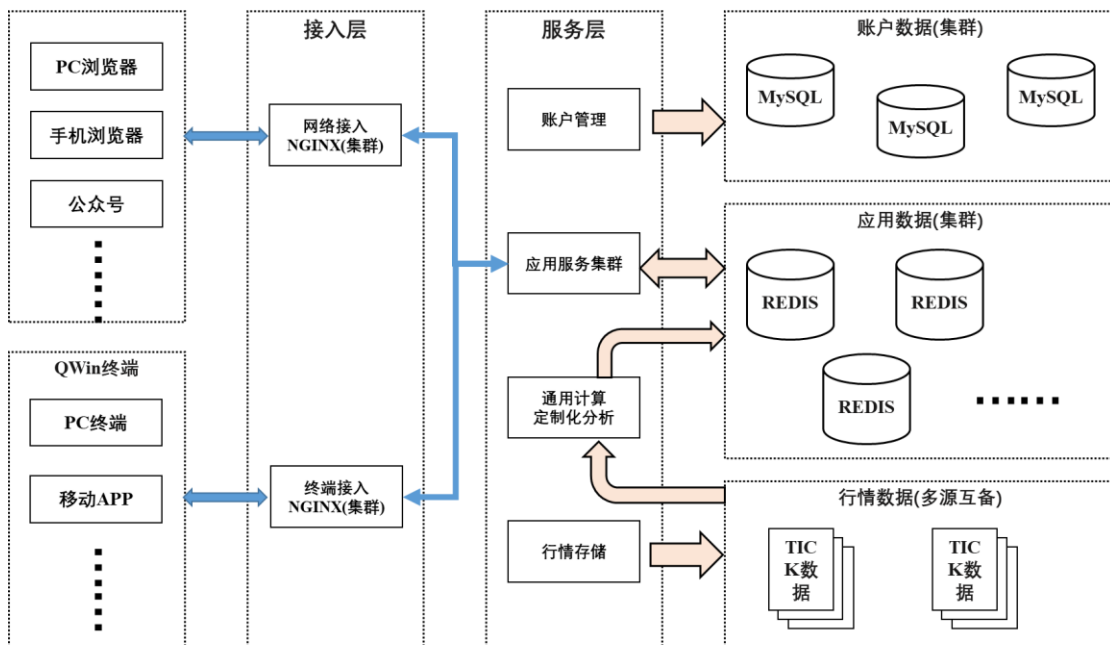 PC浏览器
手机浏览器
公众号
QWin终端
PC终端
移动APP
接入层
网络接入
NGINX(集群)
终端接入
NGINX(集群)
服务层
账户管理
应用服务集群
通用计算
定制化分析
行情存储
账户数据(集群)
MySQL
MySQL
MySQL
应用数据(集群)
REDIS
REDIS
REDIS
行情数据(多源互备)
TIC
K数
据
TIC
K数
据